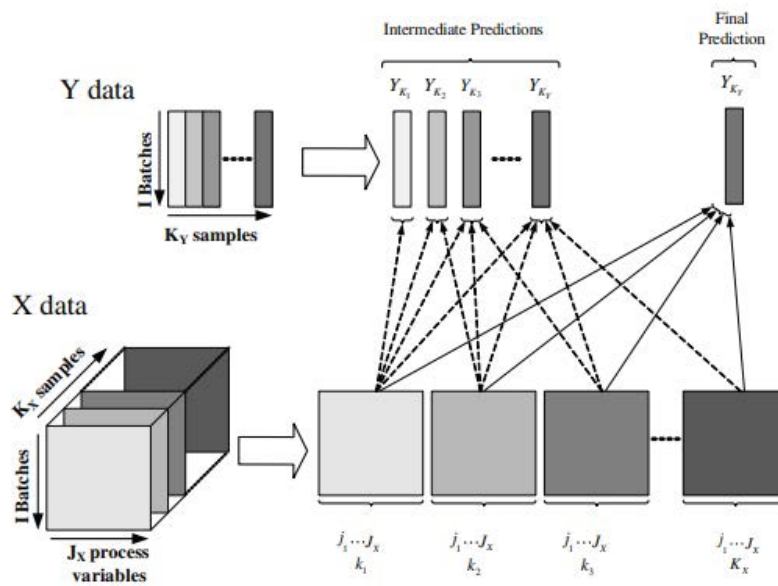 Intermediate Predictions
Final
Prediction
Y_{K_1} Y_{K_2} Y_{K_3} Y_{K_Y} Y_{K_Y}
Y data
I Batches
K_Y samples
X data
K_X samples
I Batches
J_X process
variables
j_1 ... J_X j_1 ... J_X j_1 ... J_X j_1 ... J_X
k_1 k_2 k_3 K_X